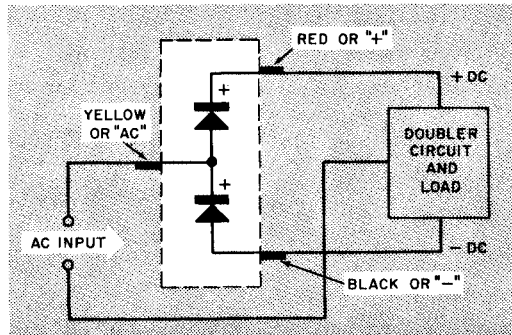 RED OR "+"
+
+ DC
YELLOW
OR "AC"
DOUBLER
CIRCUIT
AND
LOAD
+
AC INPUT
- DC
BLACK OR "-"